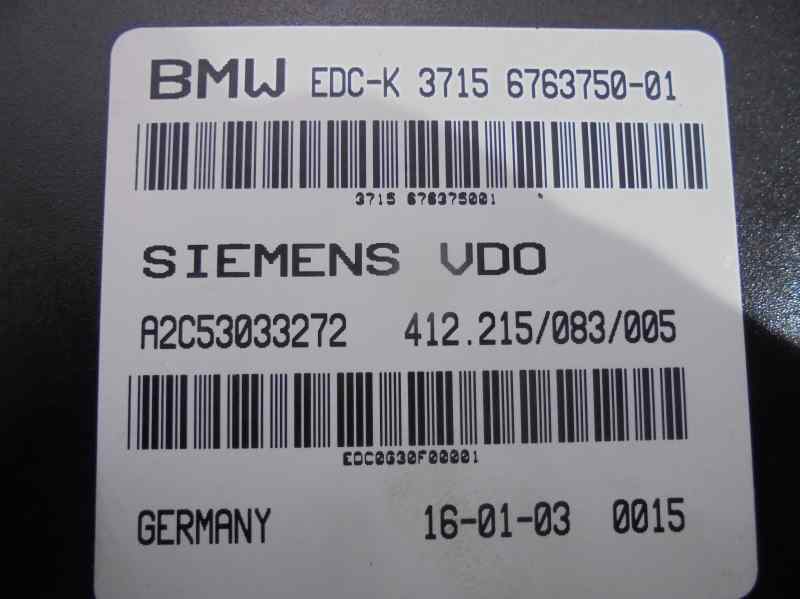 BMW EDC-K 3715 6763750-01
3715 676375001
SIEMENS VDO
A2C53033272 412.215/083/005
EDC0G30F00001
GERMANY 16-01-03 0015